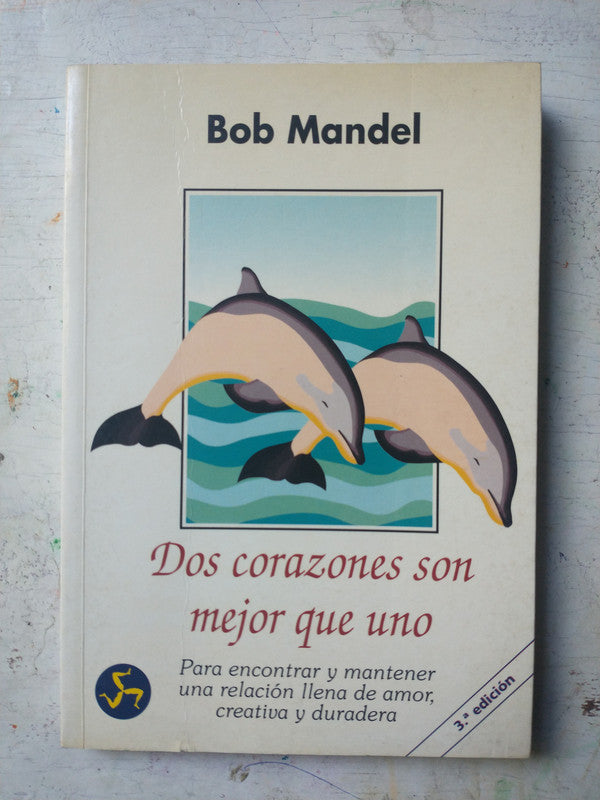 Bob Mandel
Dos corazones son
mejor que uno
Para encontrar y mantener
una relación llena de amor,
creativa y duradera
3.ª edición